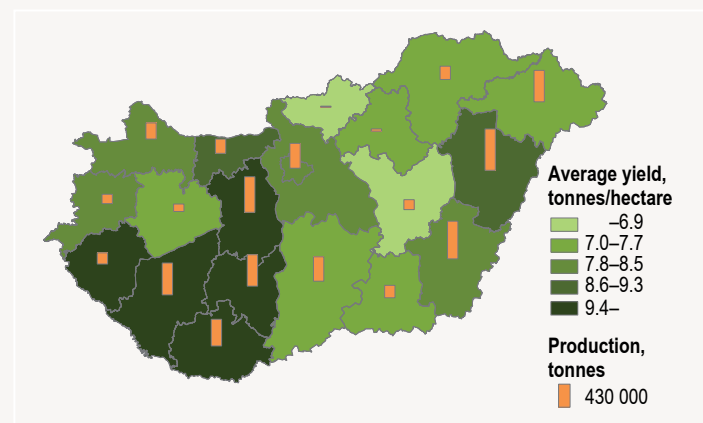 Average yield,
tonnes/hectare
–6.9
7.0–7.7
7.8–8.5
8.6–9.3
9.4–
Production,
tonnes
430 000